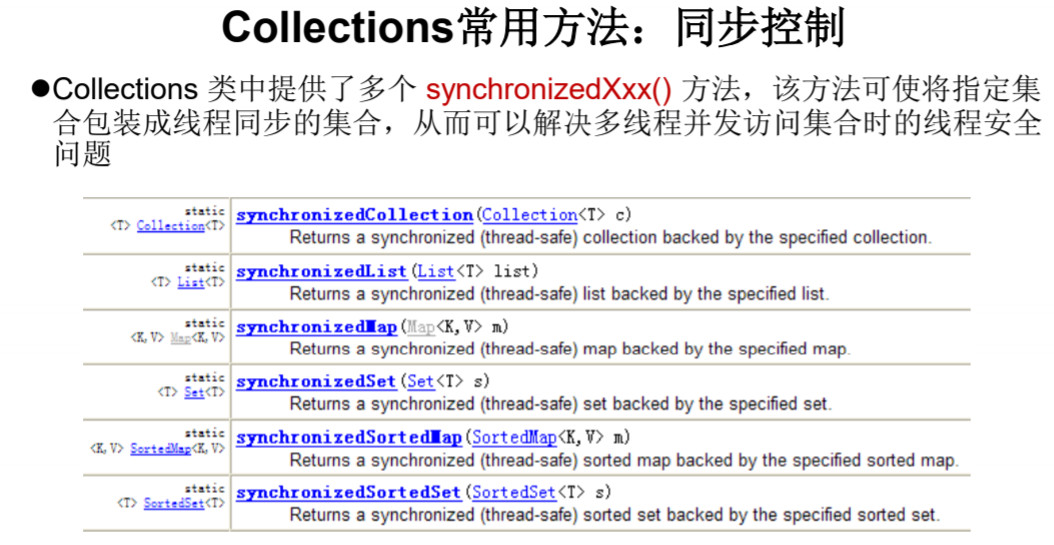 Collections常用方法：同步控制
●Collections 类中提供了多个 synchronizedXxx() 方法，该方法可使将指定集
合包装成线程同步的集合，从而可以解决多线程并发访问集合时的线程安全
问题
static synchronizedCollection(Collection<T> c)
<T> Collection<T> Returns a synchronized (thread-safe) collection backed by the specified collection.
static synchronizedList(List<T> list)
<T> List<T> Returns a synchronized (thread-safe) list backed by the specified list.
static synchronizedMap(Map<K,V> m)
<K,V> Map<K,V> Returns a synchronized (thread-safe) map backed by the specified map.
static synchronizedSet(Set<T> s)
<T> Set<T> Returns a synchronized (thread-safe) set backed by the specified set.
static synchronizedSortedMap(SortedMap<K,V> m)
<K,V> SortedMap<K,V> Returns a synchronized (thread-safe) sorted map backed by the specified sorted map.
static synchronizedSortedSet(SortedSet<T> s)
<T> SortedSet<T> Returns a synchronized (thread-safe) sorted set backed by the specified sorted set.